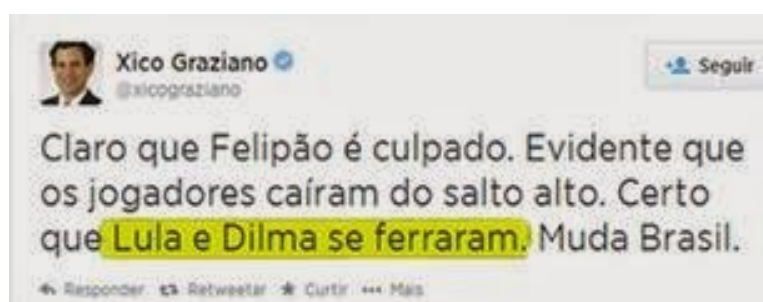 Xico Graziano
@xicograziano
Seguir
Claro que Felipão é culpado. Evidente que
os jogadores caíram do salto alto. Certo
que Lula e Dilma se ferraram. Muda Brasil.
Responder Retweetar Curtir Mais